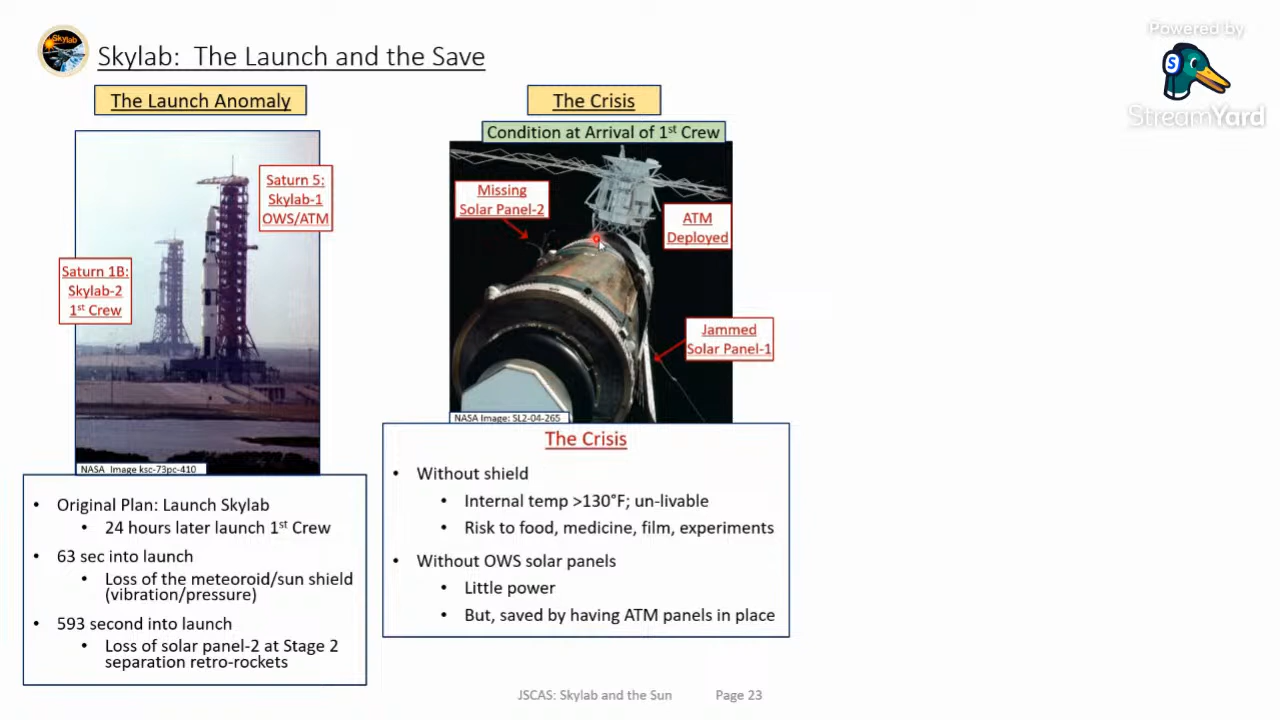 Skylab
Skylab: The Launch and the Save
Powered by
S
StreamYard
The Launch Anomaly
Saturn 5:
Skylab-1
OWS/ATM
Saturn 1B:
Skylab-2
1st Crew
NASA Image ksc-73pc-410
• Original Plan: Launch Skylab
• 24 hours later launch 1st Crew
• 63 sec into launch
• Loss of the meteoroid/sun shield
(vibration/pressure)
• 593 second into launch
• Loss of solar panel-2 at Stage 2
separation retro-rockets
The Crisis
Condition at Arrival of 1st Crew
Missing
Solar Panel-2
ATM
Deployed
Jammed
Solar Panel-1
NASA Image: SL2-04-265
The Crisis
• Without shield
• Internal temp >130°F; un-livable
• Risk to food, medicine, film, experiments
• Without OWS solar panels
• Little power
• But, saved by having ATM panels in place
JSCAS: Skylab and the Sun Page 23